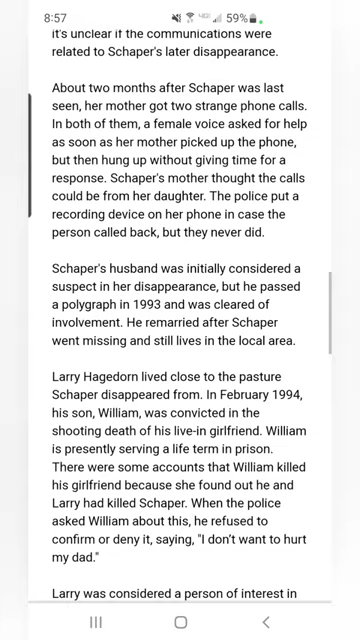 8:57
59%
it's unclear if the communications were
related to Schaper's later disappearance.
About two months after Schaper was last
seen, her mother got two strange phone calls.
In both of them, a female voice asked for help
as soon as her mother picked up the phone,
but then hung up without giving time for a
response. Schaper's mother thought the calls
could be from her daughter. The police put a
recording device on her phone in case the
person called back, but they never did.
Schaper's husband was initially considered a
suspect in her disappearance, but he passed
a polygraph in 1993 and was cleared of
involvement. He remarried after Schaper
went missing and still lives in the local area.
Larry Hagedorn lived close to the pasture
Schaper disappeared from. In February 1994,
his son, William, was convicted in the
shooting death of his live-in girlfriend. William
is presently serving a life term in prison.
There were some accounts that William killed
his girlfriend because she found out he and
Larry had killed Schaper. When the police
asked William about this, he refused to
confirm or deny it, saying, "I don't want to hurt
my dad."
Larry was considered a person of interest in